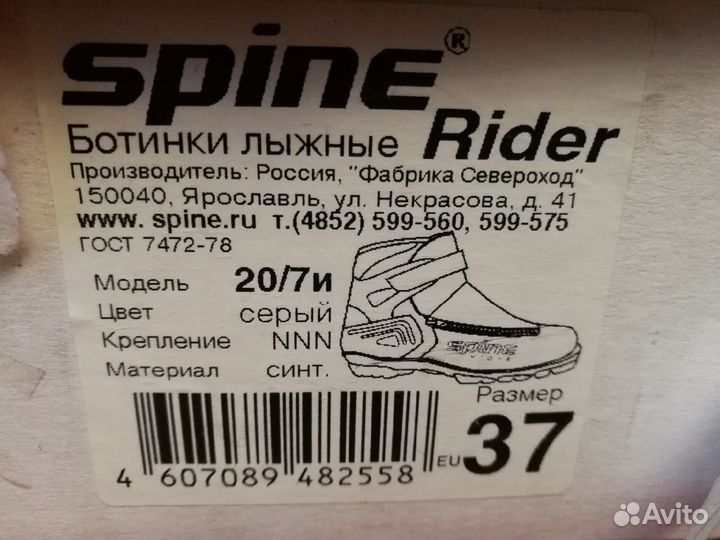 spine®
Ботинки лыжные Rider
Производитель: Россия, "Фабрика Североход"
150040, Ярославль, ул. Некрасова, д. 41
www. spine.ru т.(4852) 599-560, 599-575
ГОСТ 7472-78
Модель 20/7и
Цвет серый
Крепление NNN
Материал синт.
SPINE
Размер
4 607089 482558
EU 37
Avito